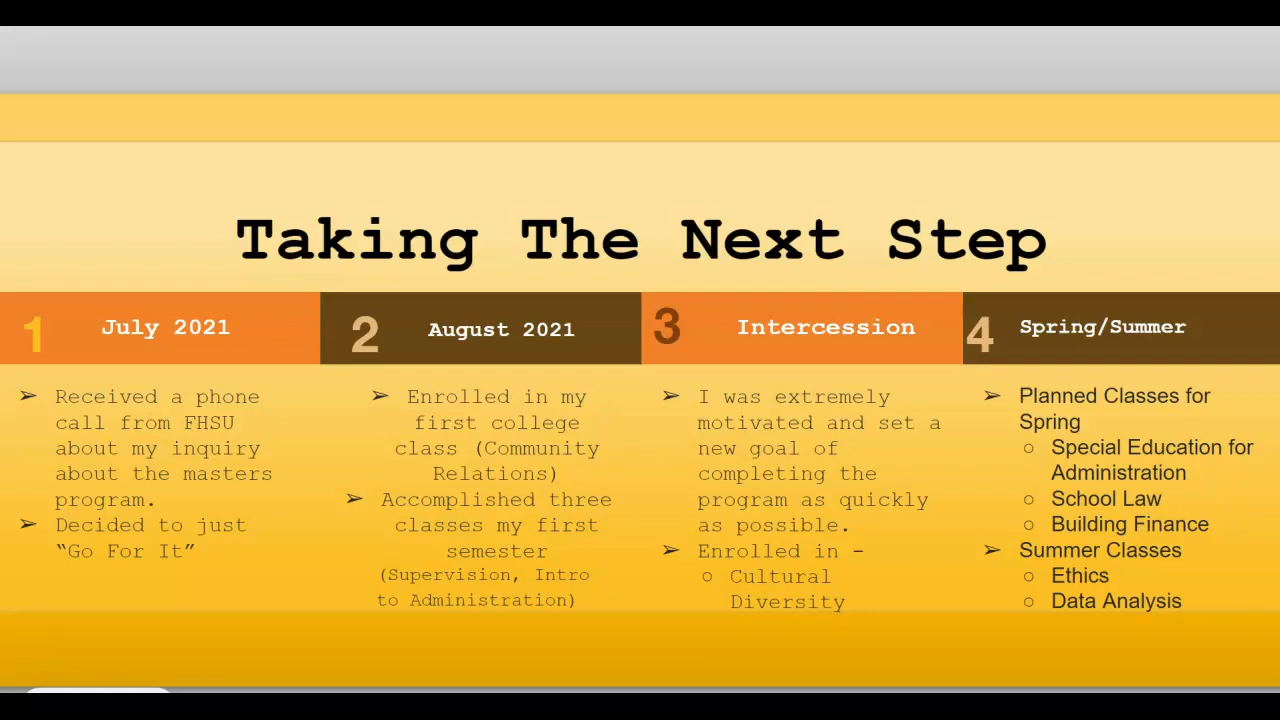 Taking The Next Step
1 July 2021
➢ Received a phone
call from FHSU
about my inquiry
about the masters
program.
➢ Decided to just
“Go For It”
2 August 2021
➢ Enrolled in my
first college
class (Community
Relations)
➢ Accomplished three
classes my first
semester
(Supervision, Intro
to Administration)
3 Intercession
➢ I was extremely
motivated and set a
new goal of
completing the
program as quickly
as possible.
➢ Enrolled in -
○ Cultural
Diversity
4 Spring/Summer
➢ Planned Classes for
Spring
○ Special Education for
Administration
○ School Law
○ Building Finance
➢ Summer Classes
○ Ethics
○ Data Analysis